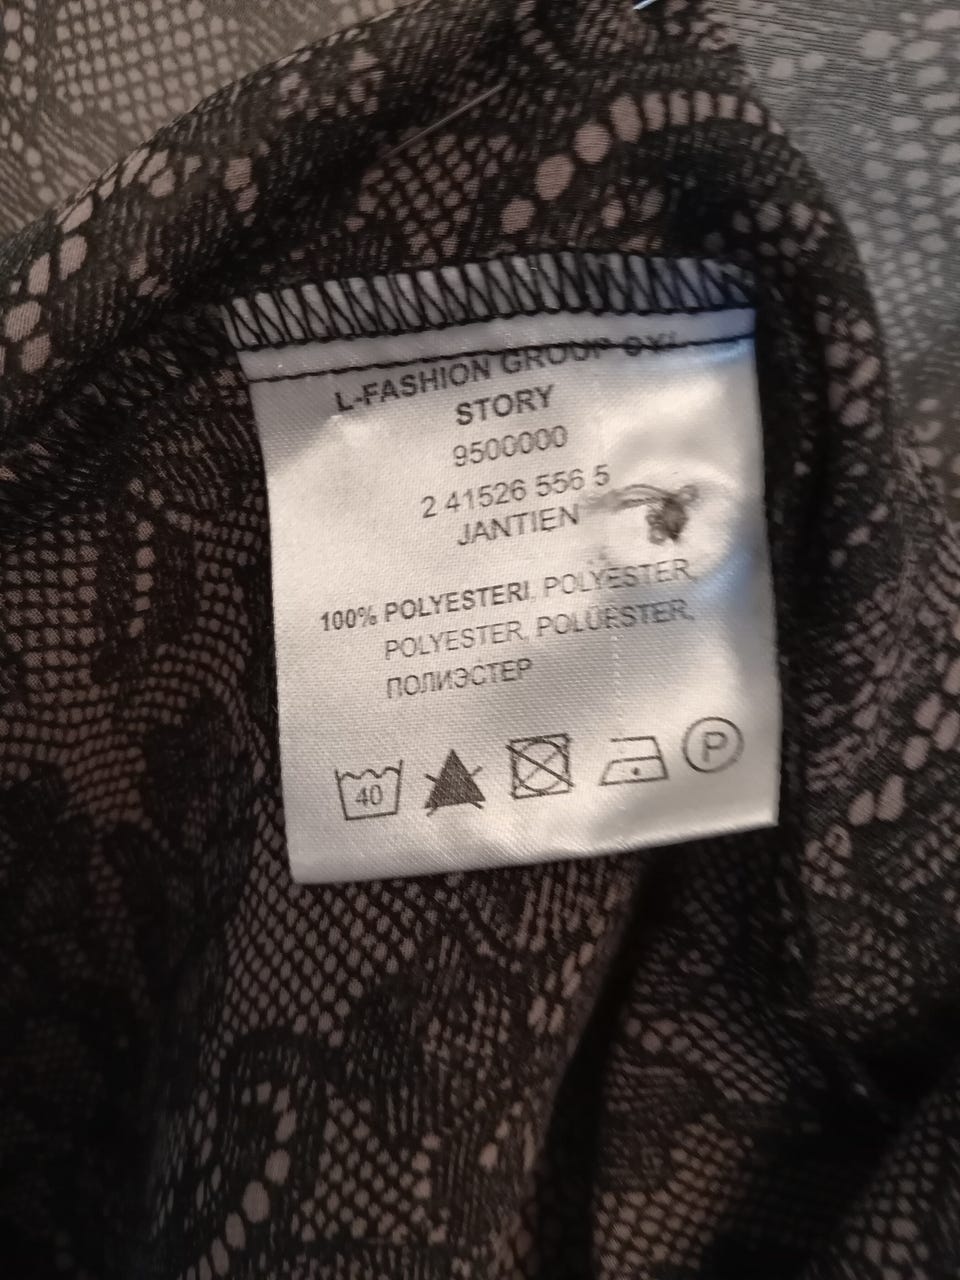 L-FASHION GROUP OY
STORY
9500000
2 41526 556 5
JANTIEN
100% POLYESTERI, POLYESTER,
POLYESTER, POLÜESTER,
ПОЛИЭСТЕР
40
P